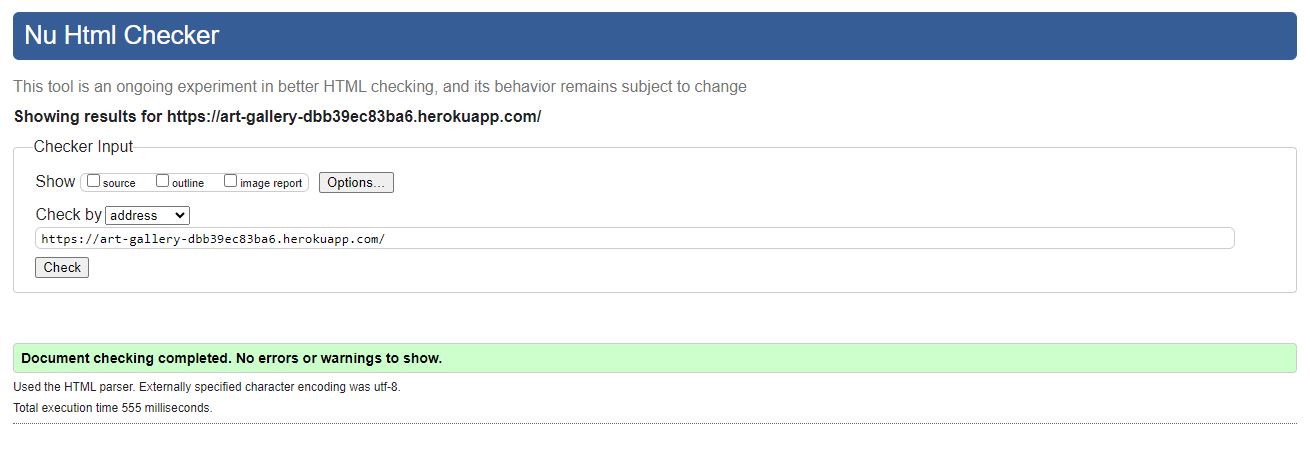 Nu Html Checker
This tool is an ongoing experiment in better HTML checking, and its behavior remains subject to change
Showing results for https://art-gallery-dbb39ec83ba6.herokuapp.com/
Checker Input
Show source outline image report Options...
Check by address
https://art-gallery-dbb39ec83ba6.herokuapp.com/
Check
Document checking completed. No errors or warnings to show.
Used the HTML parser. Externally specified character encoding was utf-8.
Total execution time 555 milliseconds.